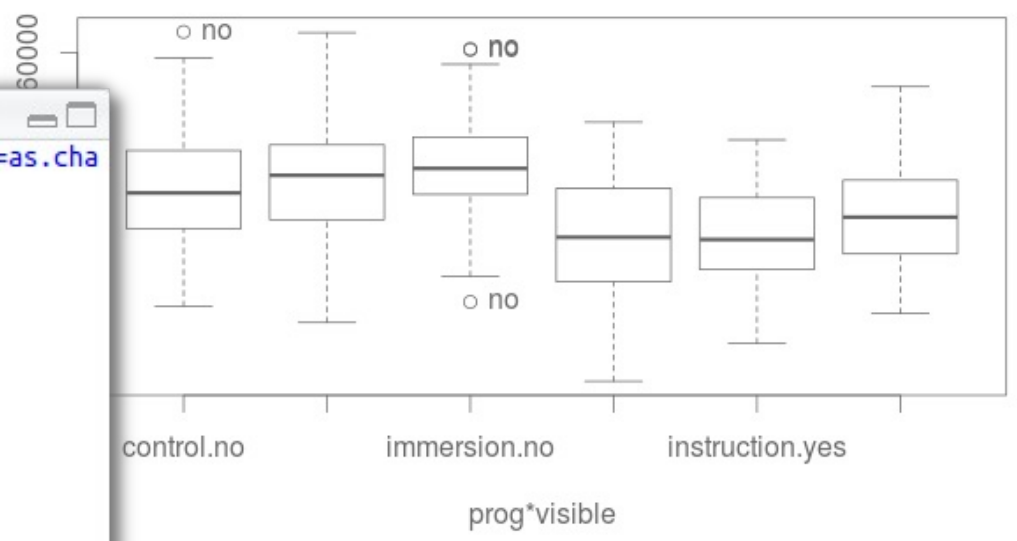 no
no
60000
=as.cha
no
control.no immersion.no instruction.yes
prog*visible